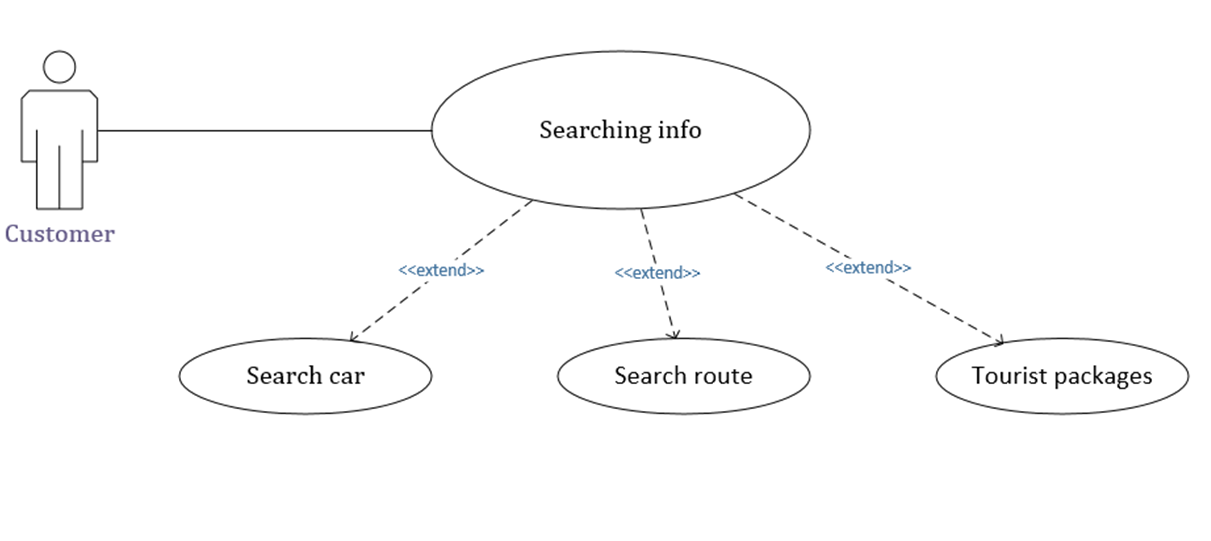 Searching info
Customer
<<extend>>
<<extend>>
<<extend>>
Search car
Search route
Tourist packages